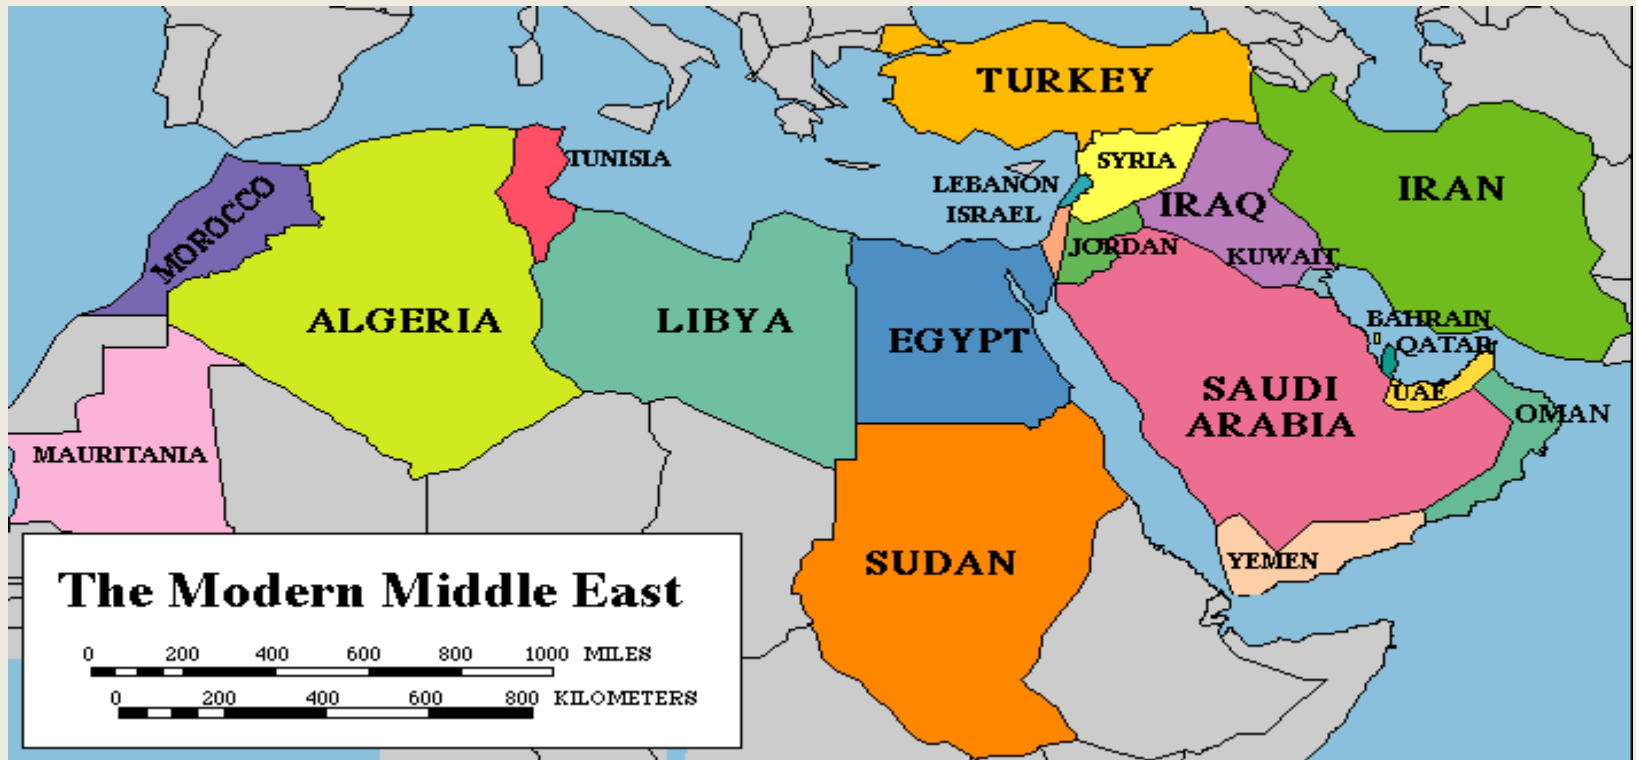 TURKEY
TUNISIA
SYRIA
LEBANON
ISRAEL
IRAQ
IRAN
MOROCCO
JORDAN
KUWAIT
ALGERIA
LIBYA
EGYPT
BAHRAIN
QATAR
SAUDI
ARABIA
UAE
OMAN
MAURITANIA
SUDAN
YEMEN
The Modern Middle East
0 200 400 600 800 1000 MILES
0 200 400 600 800 KILOMETERS